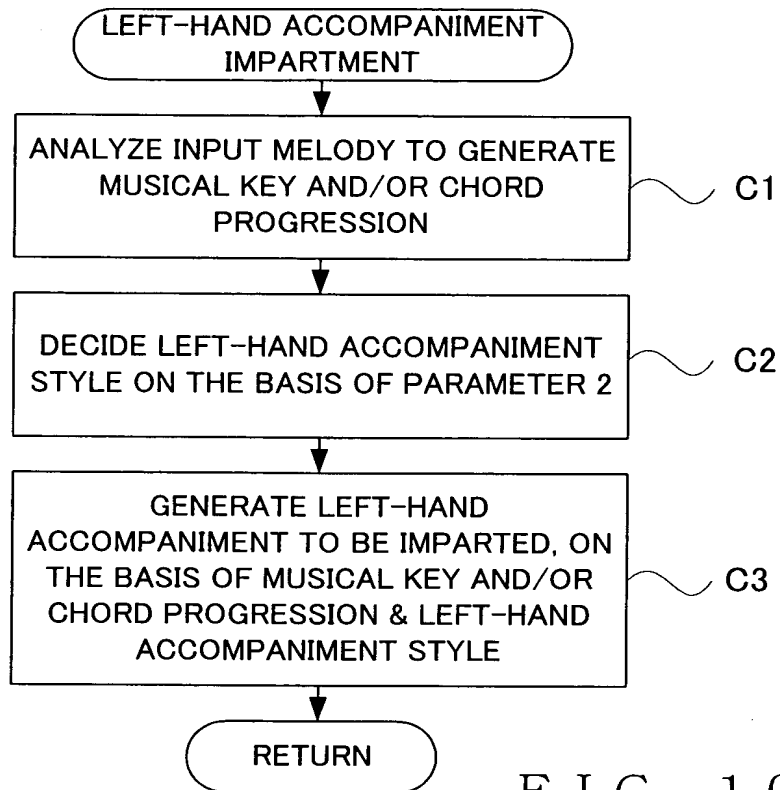 LEFT-HAND ACCOMPANIMENT
IMPARTMENT
ANALYZE INPUT MELODY TO GENERATE
MUSICAL KEY AND/OR CHORD
PROGRESSION
C1
DECIDE LEFT-HAND ACCOMPANIMENT
STYLE ON THE BASIS OF PARAMETER 2
C2
GENERATE LEFT-HAND
ACCOMPANIMENT TO BE IMPARTED, ON
THE BASIS OF MUSICAL KEY AND/OR
CHORD PROGRESSION & LEFT-HAND
ACCOMPANIMENT STYLE
C3
RETURN
FIG.